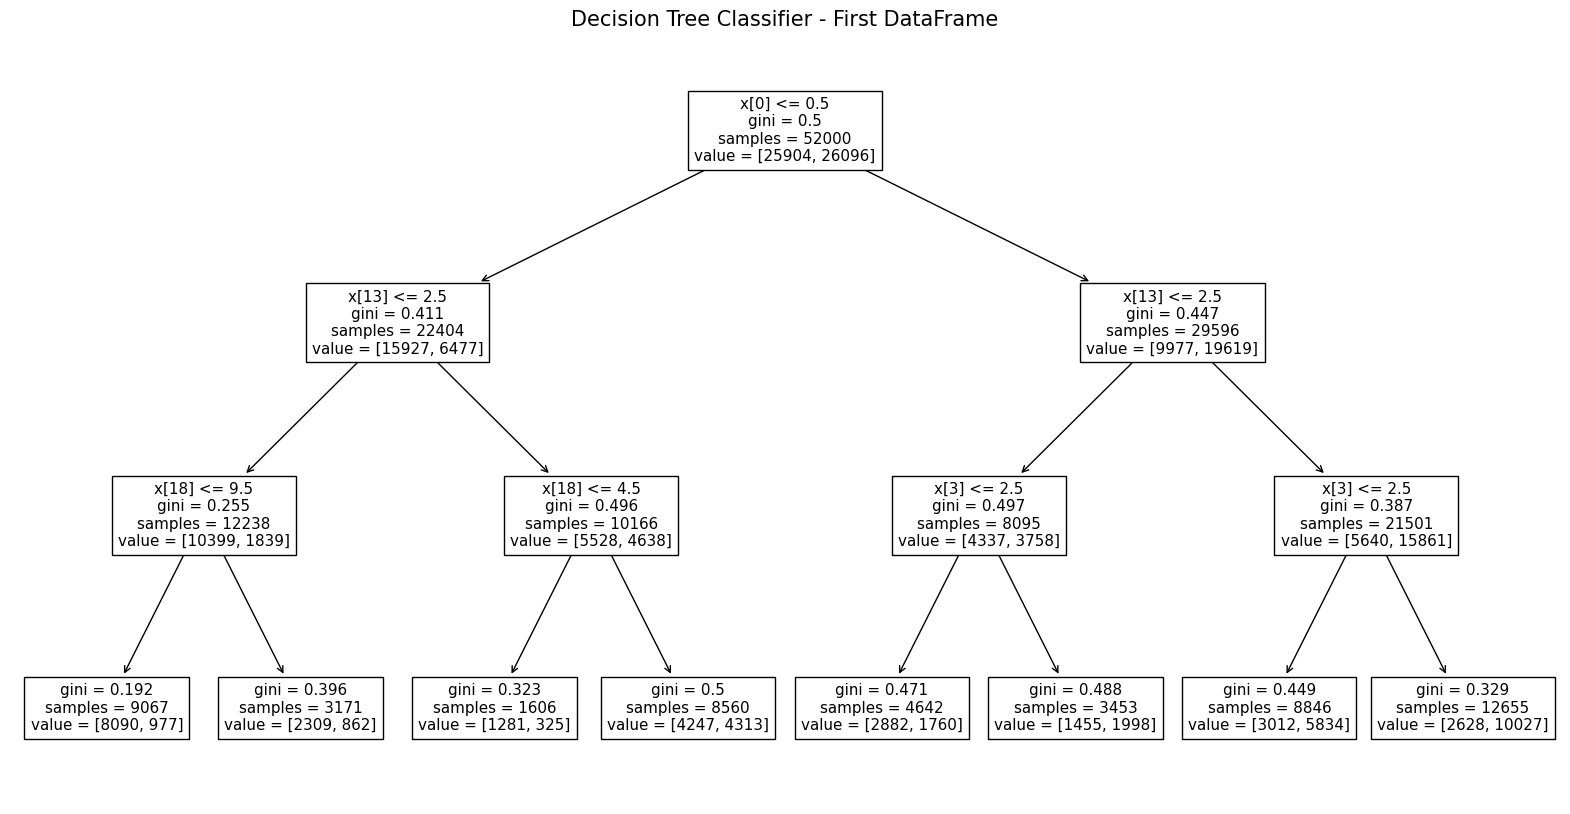 Decision Tree Classifier - First DataFrame
x[0] <= 0.5
gini = 0.5
samples = 52000
value = [25904, 26096]
x[13] <= 2.5
gini = 0.411
samples = 22404
value = [15927, 6477]
x[13] <= 2.5
gini = 0.447
samples = 29596
value = [9977, 19619]
x[18] <= 9.5
gini = 0.255
samples = 12238
value = [10399, 1839]
x[18] <= 4.5
gini = 0.496
samples = 10166
value = [5528, 4638]
x[3] <= 2.5
gini = 0.497
samples = 8095
value = [4337, 3758]
x[3] <= 2.5
gini = 0.387
samples = 21501
value = [5640, 15861]
gini = 0.192
samples = 9067
value = [8090, 977]
gini = 0.396
samples = 3171
value = [2309, 862]
gini = 0.323
samples = 1606
value = [1281, 325]
gini = 0.5
samples = 8560
value = [4247, 4313]
gini = 0.471
samples = 4642
value = [2882, 1760]
gini = 0.488
samples = 3453
value = [1455, 1998]
gini = 0.449
samples = 8846
value = [3012, 5834]
gini = 0.329
samples = 12655
value = [2628, 10027]